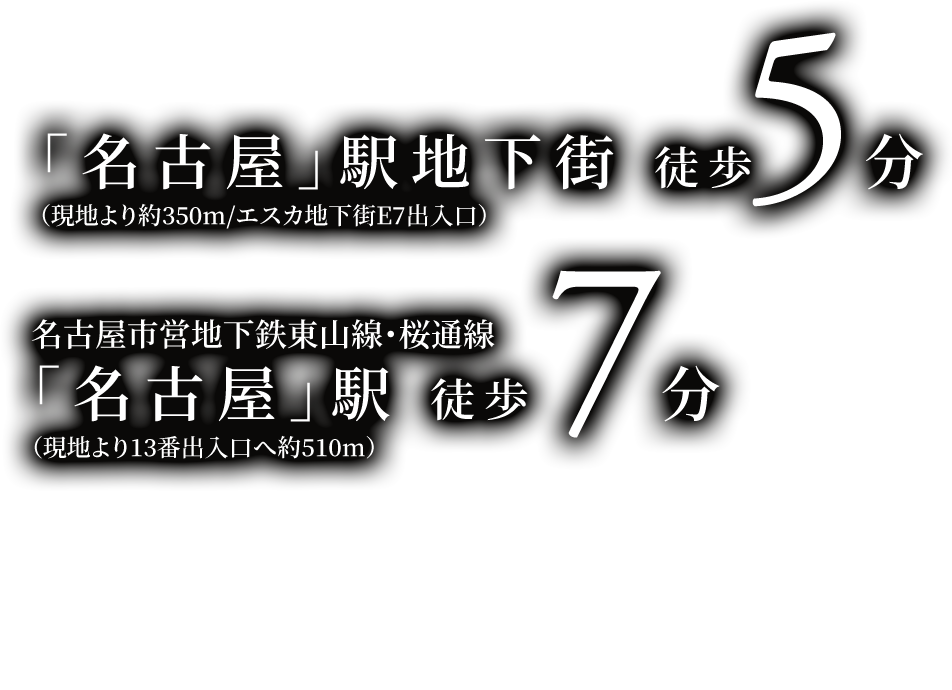 「名古屋」駅地下街 徒歩5分
（現地より約350m/エスカ地下街E7出入口）
名古屋市営地下鉄東山線・桜通線
「名古屋」駅 徒歩7分
（現地より13番出入口へ約510m）